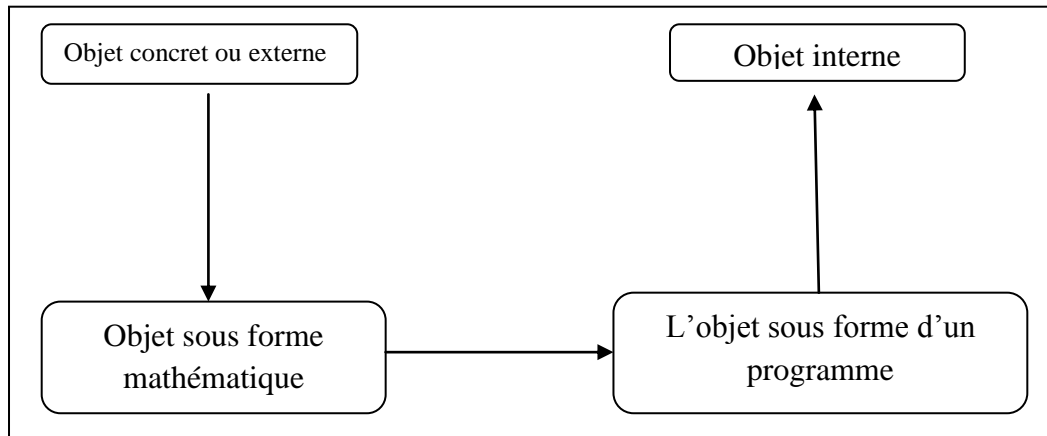 Objet concret ou externe
Objet interne
Objet sous forme
mathématique
L’objet sous forme d’un
programme